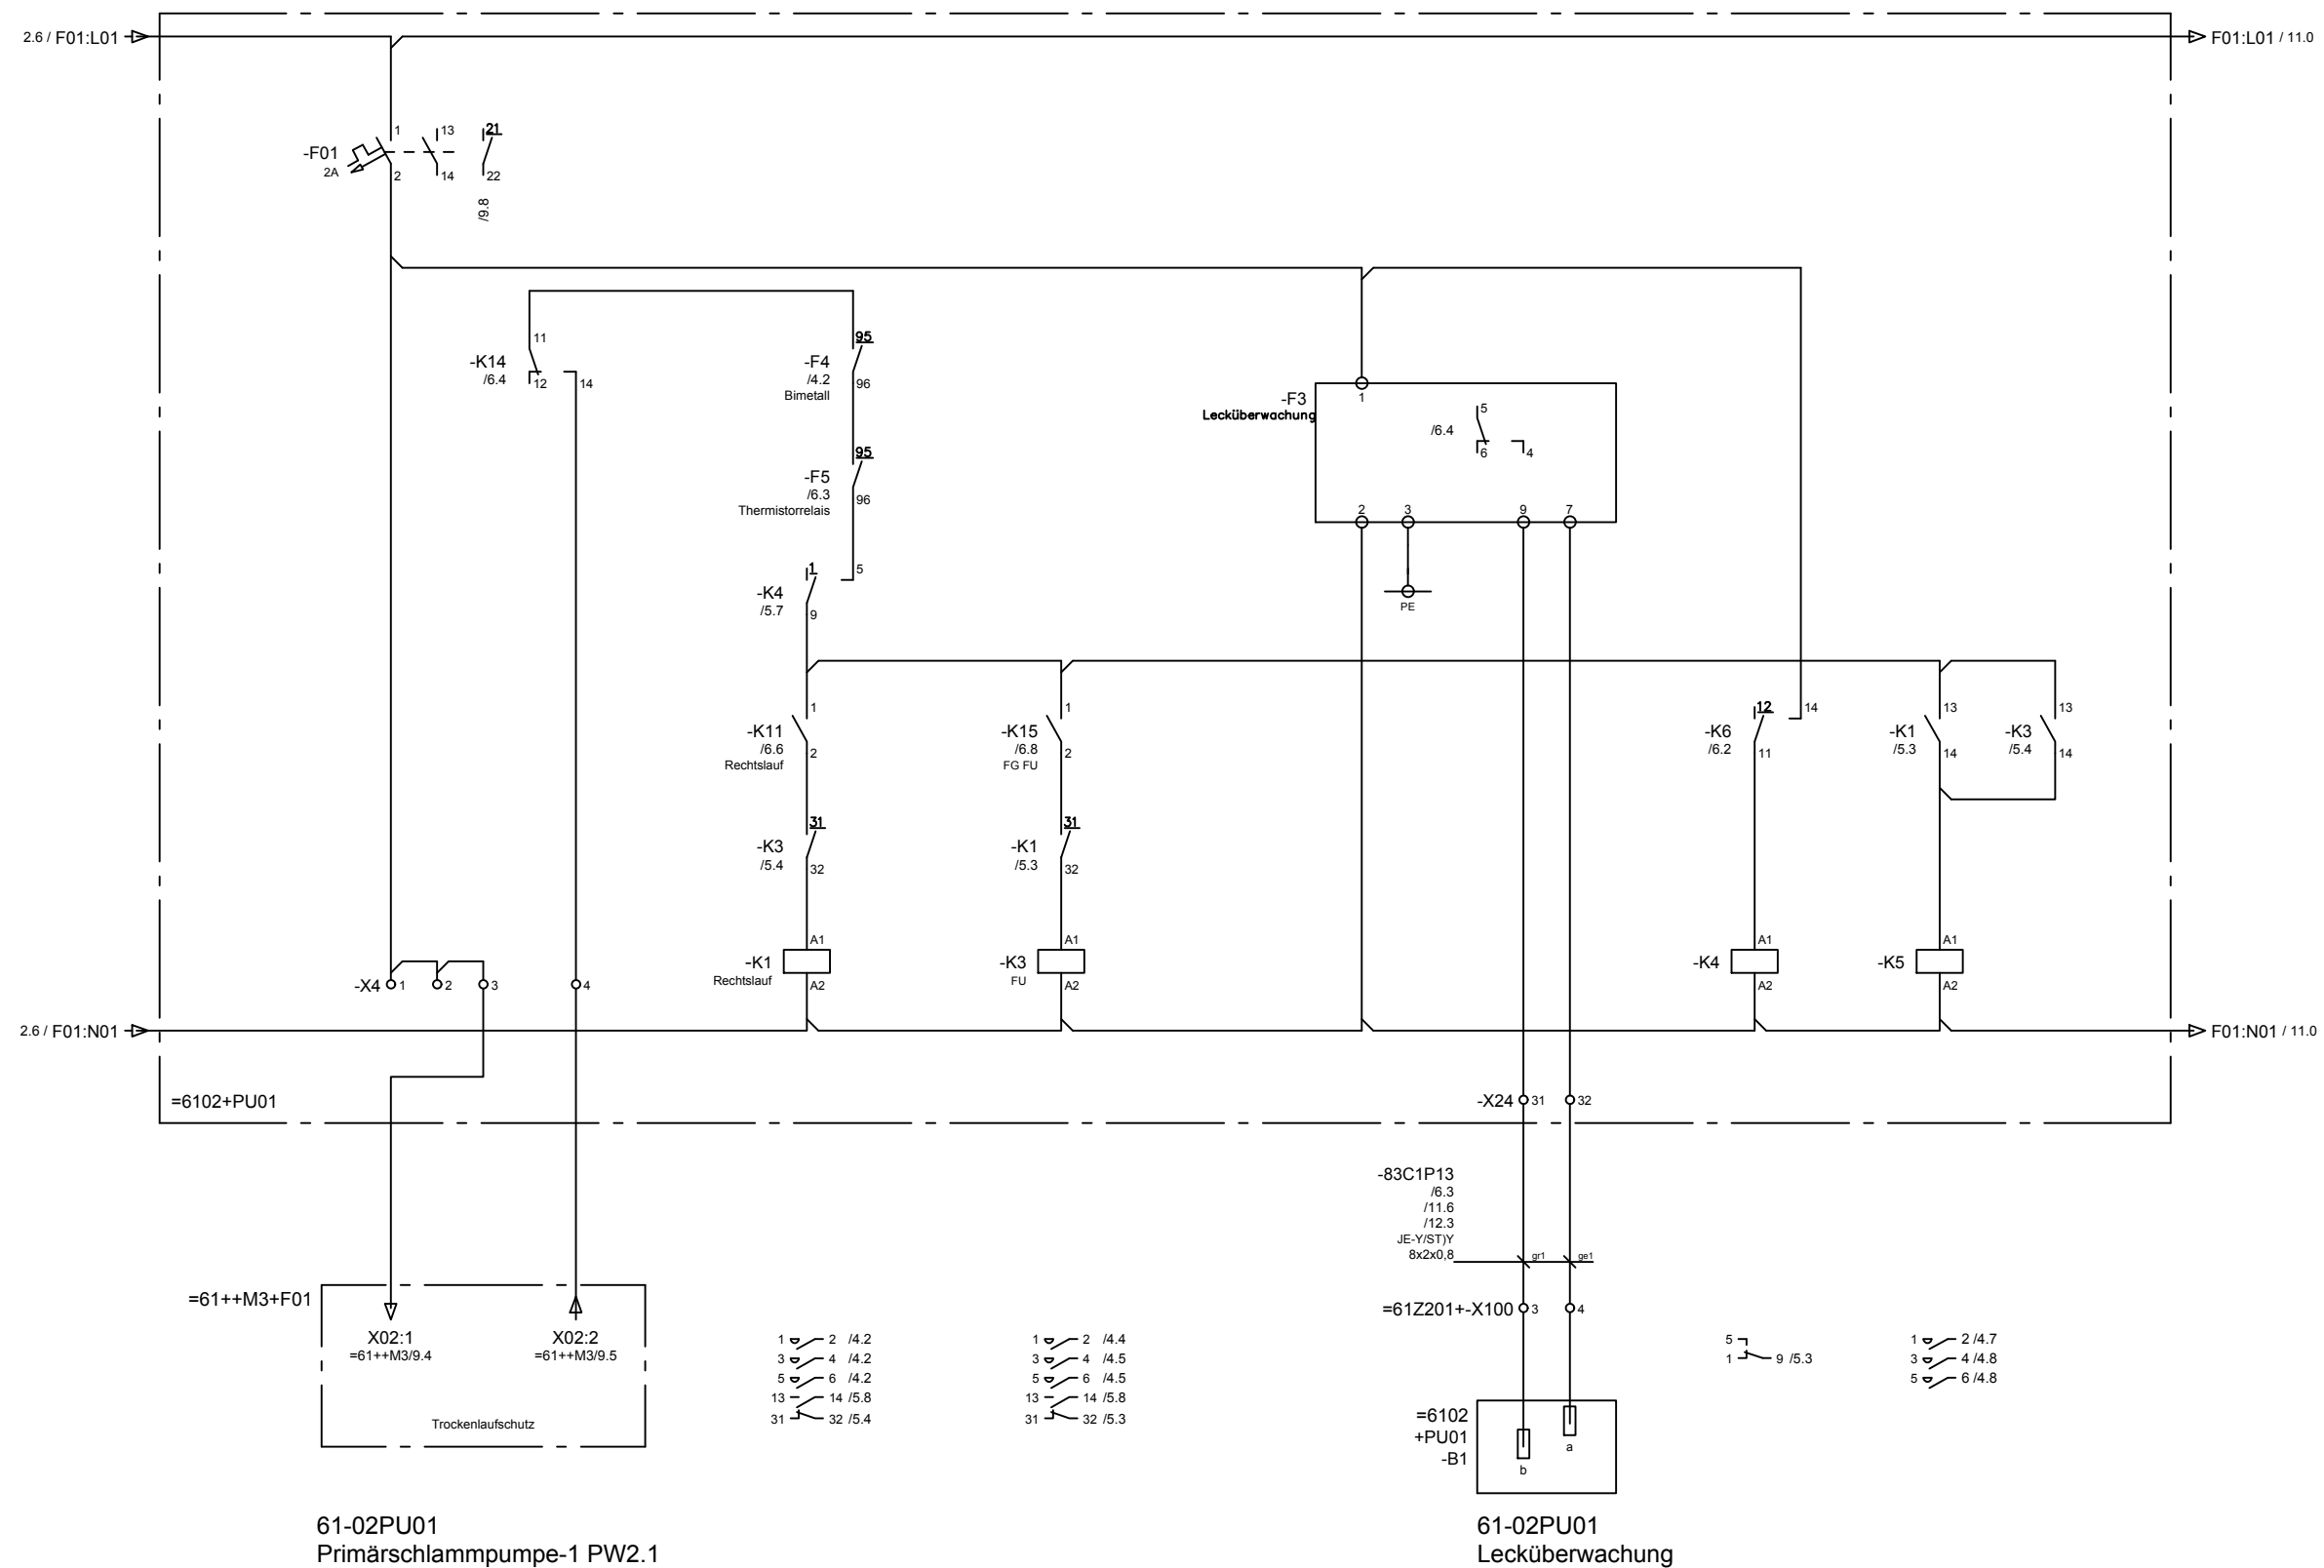 2.6 / F01:L01
F01:L01 / 11.0
-F01
2A
1
2
13
14
21
22
/9.8
-K14
/6.4
11
12
14
-F4
/4.2
Bimetall
95
96
-F5
/6.3
Thermistorrelais
95
96
-K4
/5.7
1
5
9
-F3
Lecküberwachung
1
/6.4
5
6
4
2
3
9
7
PE
-K11
/6.6
Rechtslauf
1
2
-K15
/6.8
FG FU
1
2
-K6
/6.2
12
14
11
-K1
/5.3
13
14
-K3
/5.4
13
14
-K3
/5.4
31
32
-K1
/5.3
31
32
-K1
Rechtslauf
A1
A2
-K3
FU
A1
A2
-K4
A1
A2
-K5
A1
A2
-X4
1
2
3
4
2.6 / F01:N01
F01:N01 / 11.0
=6102+PU01
-X24
31
32
-83C1P13
/6.3
/11.6
/12.3
JE-Y/ST)Y
8x2x0,8
gr1
ge1
=61++M3+F01
X02:1
=61++M3/9.4
X02:2
=61++M3/9.5
Trockenlaufschutz
=61Z201+-X100
3
4
1 2 /4.2
3 4 /4.2
5 6 /4.2
13 14 /5.8
31 32 /5.4
1 2 /4.4
3 4 /4.5
5 6 /4.5
13 14 /5.8
31 32 /5.3
5
1 9 /5.3
1 2 /4.7
3 4 /4.8
5 6 /4.8
=6102
+PU01
-B1
b
a
61-02PU01
Primärschlammpumpe-1 PW2.1
61-02PU01
Lecküberwachung